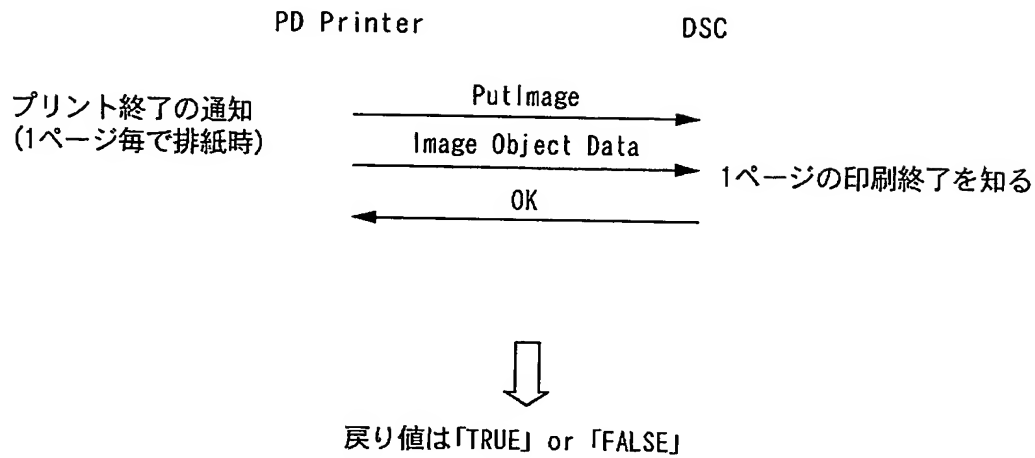 PD Printer
DSC
プリント終了の通知
(1ページ毎で排紙時)
PutImage
Image Object Data
1ページの印刷終了を知る
OK
戻り値は「TRUE」 or 「FALSE」